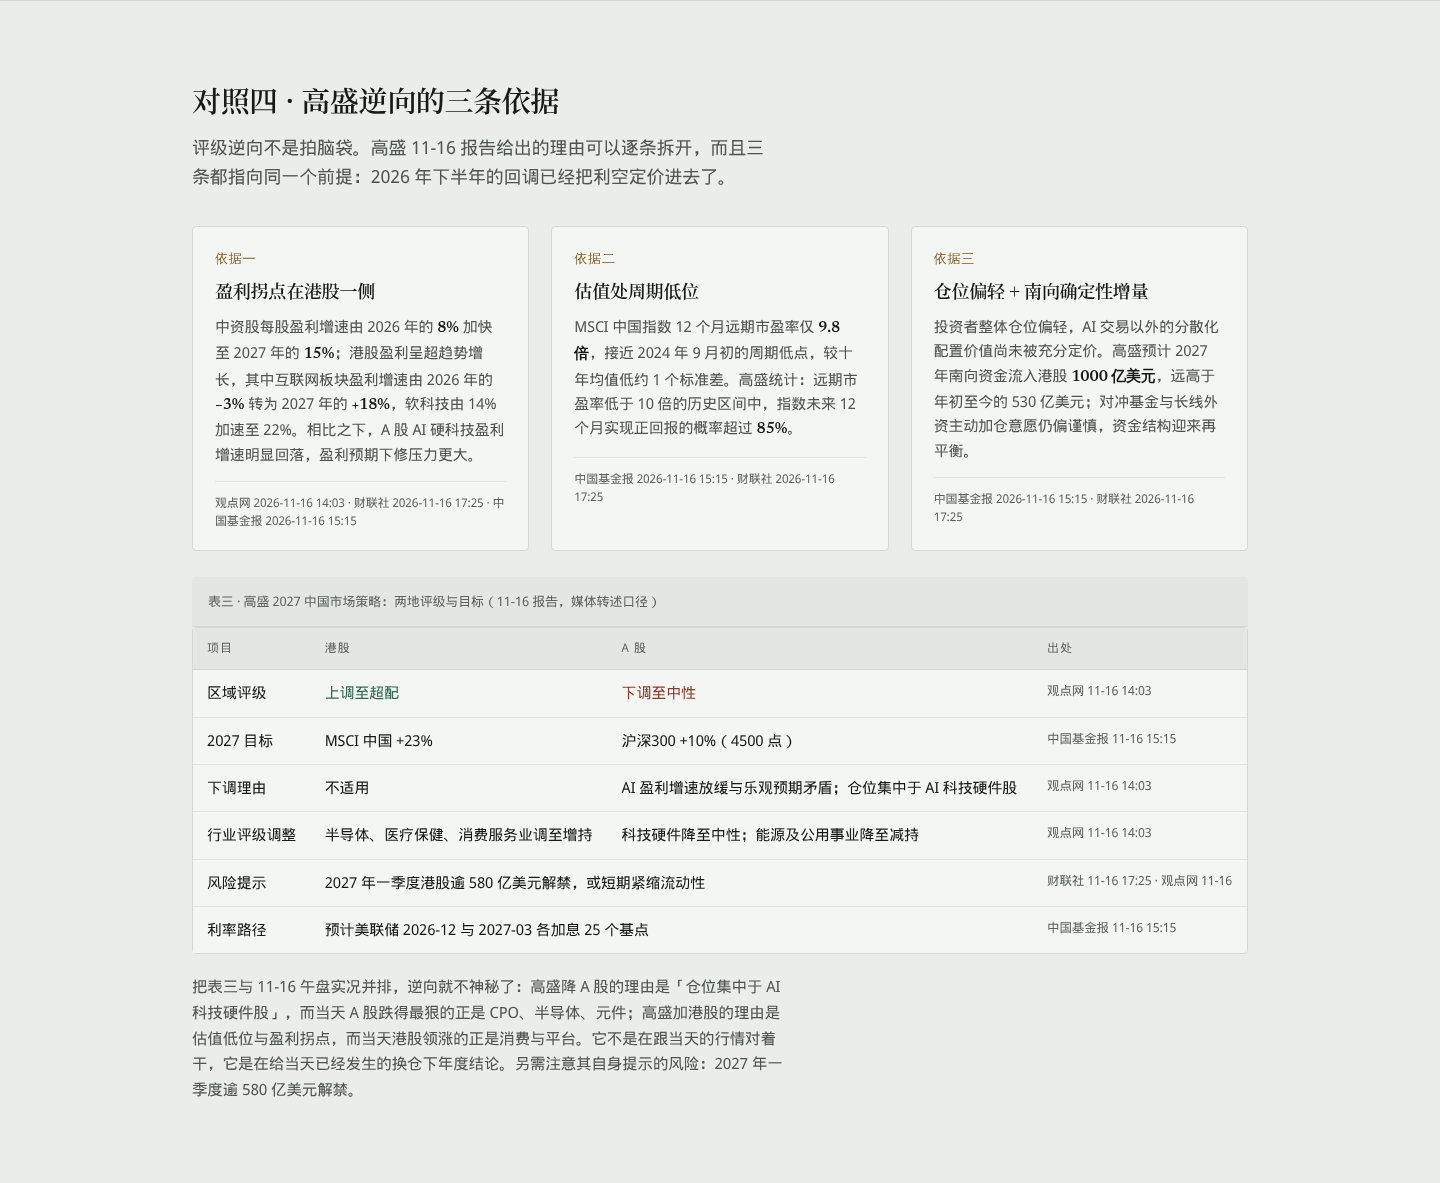 对照四 · 高盛逆向的三条依据
评级逆向不是拍脑袋。高盛 11-16 报告给出的理由可以逐条拆开，而且三
条都指向同一个前提：2026 年下半年的回调已经把利空定价进去了。
依据一
盈利拐点在港股一侧
中资股每股盈利增速由 2026 年的 8% 加快
至 2027 年的 15%；港股盈利呈超趋势增
长，其中互联网板块盈利增速由 2026 年的
-3% 转为 2027 年的 +18%，软科技由 14%
加速至 22%。相比之下，A 股 AI 硬科技盈利
增速明显回落，盈利预期下修压力更大。
观点网 2026-11-16 14:03 · 财联社 2026-11-16 17:25 · 中
国基金报 2026-11-16 15:15
依据二
估值处周期低位
MSCI 中国指数 12 个月远期市盈率仅 9.8
倍，接近 2024 年 9 月初的周期低点，较十
年均值低约 1 个标准差。高盛统计：远期市
盈率低于 10 倍的历史区间中，指数未来 12
个月实现正回报的概率超过 85%。
中国基金报 2026-11-16 15:15 · 财联社 2026-11-16
17:25
依据三
仓位偏轻 + 南向确定性增量
投资者整体仓位偏轻，AI 交易以外的分散化
配置价值尚未被充分定价。高盛预计 2027
年南向资金流入港股 1000 亿美元，远高于
年初至今的 530 亿美元；对冲基金与长线外
资主动加仓意愿仍偏谨慎，资金结构迎来再
平衡。
中国基金报 2026-11-16 15:15 · 财联社 2026-11-16
17:25
表三 · 高盛 2027 中国市场策略：两地评级与目标（11-16 报告，媒体转述口径）
项目 港股 A 股 出处
区域评级 上调至超配 下调至中性 观点网 11-16 14:03
2027 目标 MSCI 中国 +23% 沪深300 +10%（4500 点） 中国基金报 11-16 15:15
下调理由 不适用 AI 盈利增速放缓与乐观预期矛盾；仓位集中于 AI 科技硬件股 观点网 11-16 14:03
行业评级调整 半导体、医疗保健、消费服务业调至增持 科技硬件降至中性；能源及公用事业降至减持 观点网 11-16 14:03
风险提示 2027 年一季度港股逾 580 亿美元解禁，或短期紧缩流动性 财联社 11-16 17:25 · 观点网 11-16
利率路径 预计美联储 2026-12 与 2027-03 各加息 25 个基点 中国基金报 11-16 15:15
把表三与 11-16 午盘实况并排，逆向就不神秘了：高盛降 A 股的理由是「仓位集中于 AI
科技硬件股」，而当天 A 股跌得最狠的正是 CPO、半导体、元件；高盛加港股的理由是
估值低位与盈利拐点，而当天港股领涨的正是消费与平台。它不是在跟当天的行情对着
干，它是在给当天已经发生的换仓下年度结论。另需注意其自身提示的风险：2027 年一
季度逾 580 亿美元解禁。